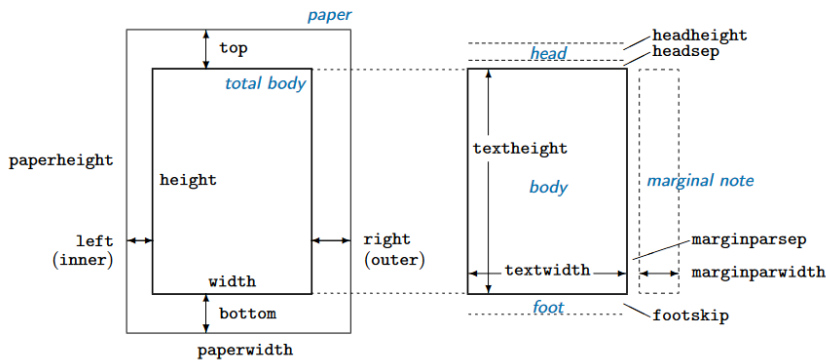 paper
top
total body
paperheight
height
left
(inner)
right
(outer)
width
bottom
paperwidth
headheight
head
headsep
textheight
body
marginal note
marginparsep
textwidth
marginparwidth
foot
footskip